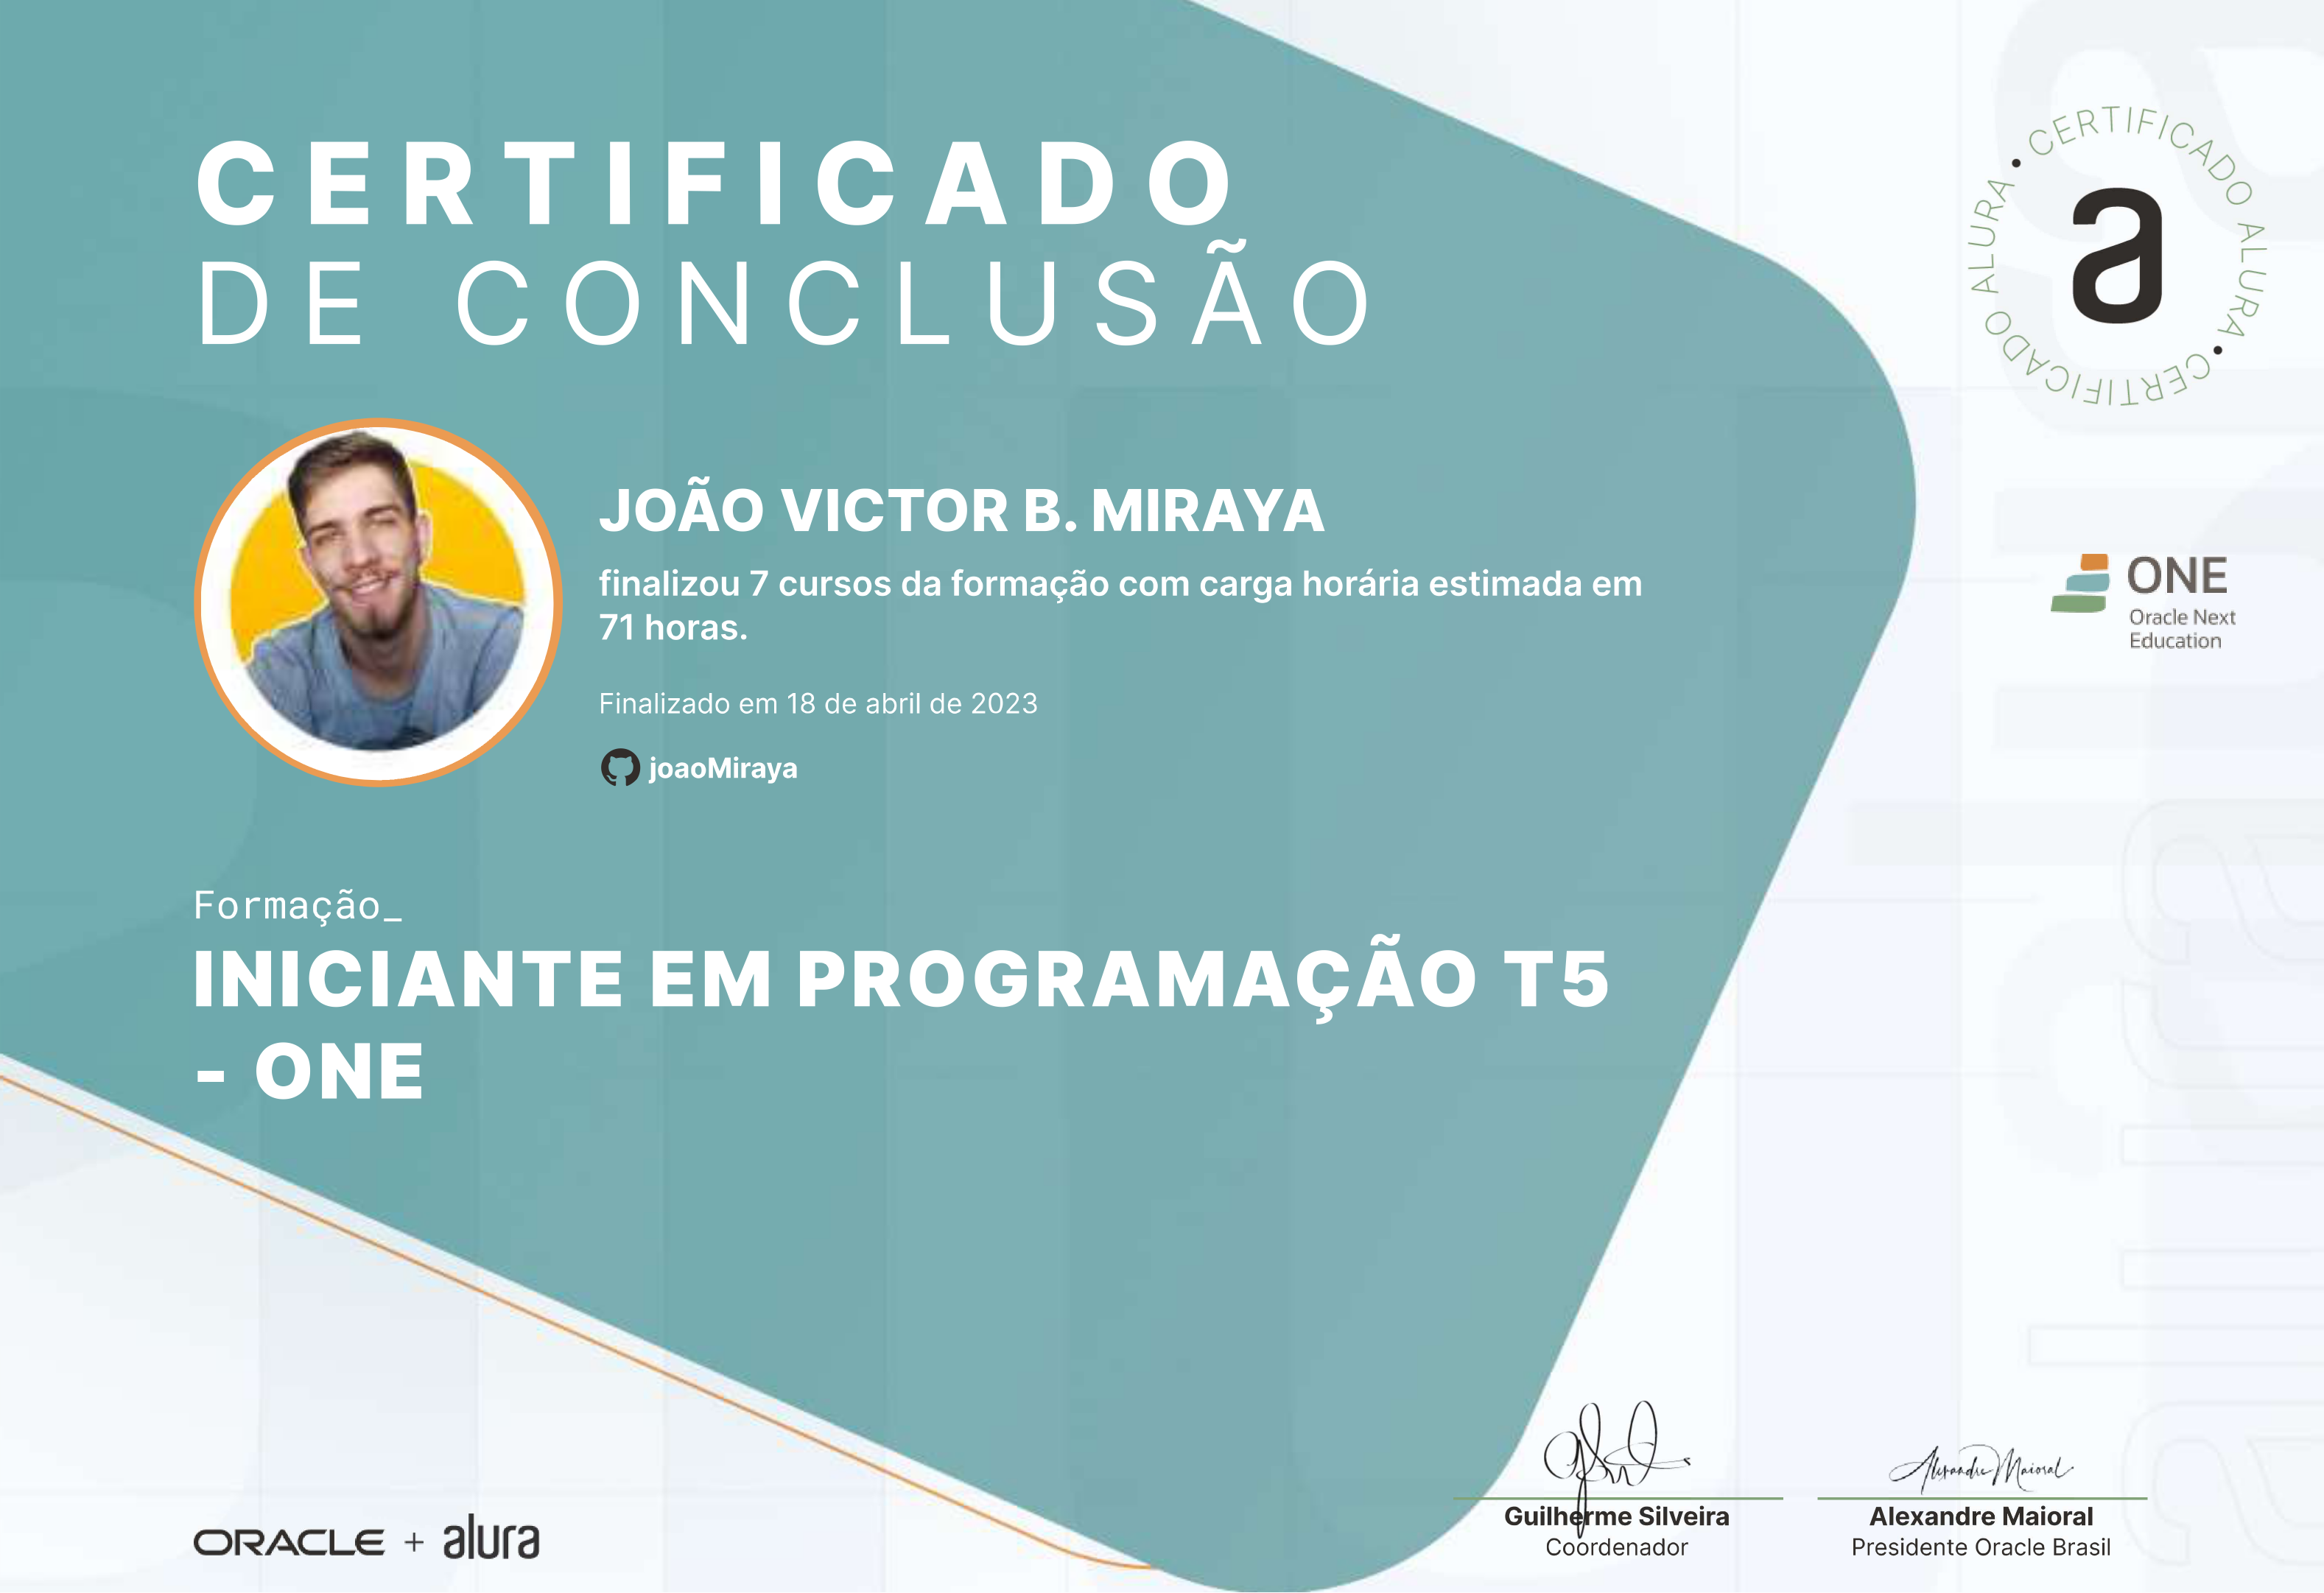 CERTIFICADO
DE CONCLUSÃO
• CERTIFICADO ALURA • CERTIFICADO ALURA
a
JOÃO VICTOR B. MIRAYA
finalizou 7 cursos da formação com carga horária estimada em
71 horas.
Finalizado em 18 de abril de 2023
joaoMiraya
ONE
Oracle Next
Education
Formação_
INICIANTE EM PROGRAMAÇÃO T5
- ONE
ORACLE + alura
Alexandre Maioral
Guilherme Silveira
Coordenador
Alexandre Maioral
Presidente Oracle Brasil